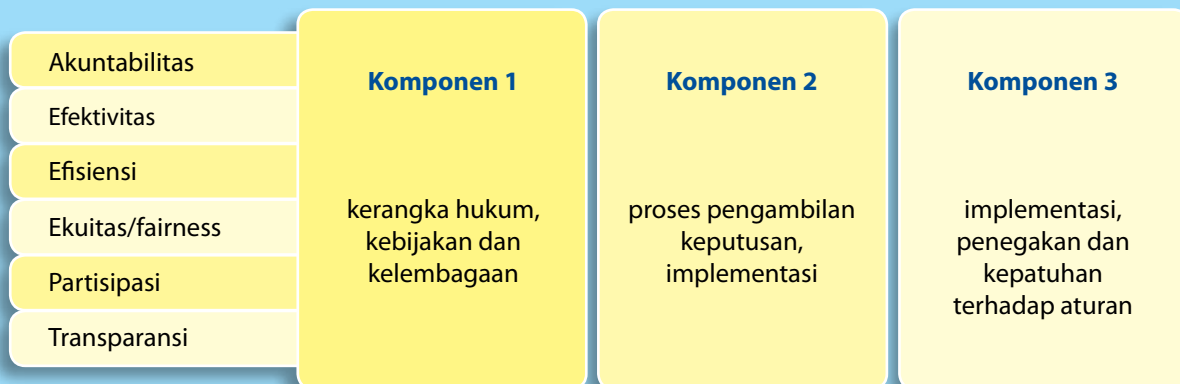 Akuntabilitas
Efektivitas
Efisiensi
Ekuitas/fairness
Partisipasi
Transparansi
Komponen 1
kerangka hukum,
kebijakan dan
kelembagaan
Komponen 2
proses pengambilan
keputusan,
implementasi
Komponen 3
implementasi,
penegakan dan
kepatuhan
terhadap aturan